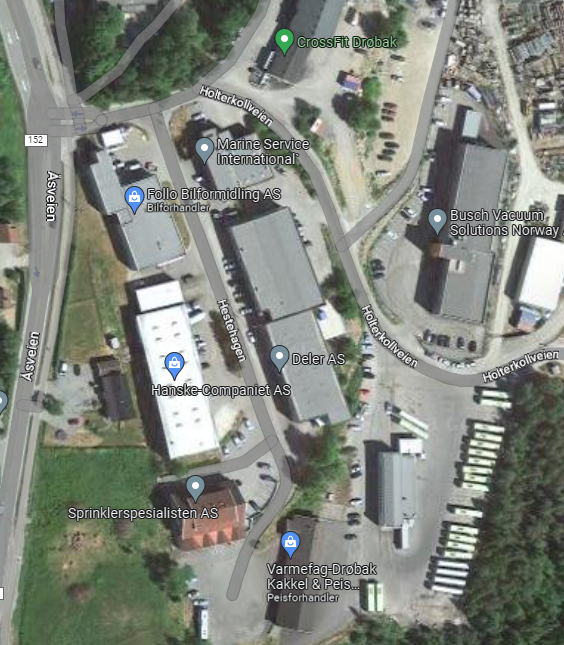 CrossFit Drøbak
Holterkollveien
152
Marine Service
International
Åsveien
Follo Bilformidling AS
Bilforhandler
Busch Vacuum
Solutions Norway
Hestehagen
Holterkollveien
Åsveien
Deler AS
Holterkollveien
Hanske-Companiet AS
Sprinklerspesialisten AS
Varmefag-Drøbak
Kakkel & Peis...
Peisforhandler